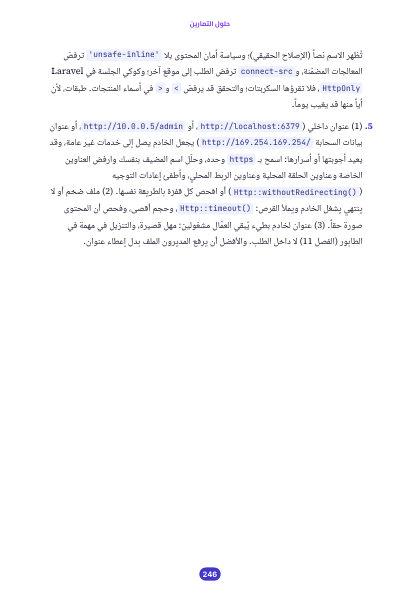 حلول التمارين
تُظهر الاسم نصاً (الإصلاح الحقيقي)؛ وسياسة أمان المحتوى بلا 'unsafe-inline' ترفض
المعالجات المضمّنة، و connect-src ترفض الطلب إلى موقع آخر؛ وكوكي الجلسة في Laravel
HttpOnly، فلا تقرؤها السكربتات؛ والتحقق قد يرفض > و < في أسماء المنتجات. طبقات، لأن
أياً منها قد يغيب يوماً.
5. (1) عنوان داخلي (http://localhost:6379، أو http://10.0.0.5/admin، أو عنوان
بيانات السحابة http://169.254.169.254/) يجعل الخادم يصل إلى خدمات غير عامة، وقد
يعيد أجوبتها أو أسرارها: اسمح بـ https وحده، وحلّل اسم المضيف بنفسك وارفض العناوين
الخاصة وعناوين الحلقة المحلية وعناوين الربط المحلي، وأطفئ إعادات التوجيه
(Http::withoutRedirecting()) أو افحص كل قفزة بالطريقة نفسها. (2) ملف ضخم أو لا
ينتهي يشغل الخادم ويملأ القرص: Http::timeout()، وحجم أقصى، وفحص أن المحتوى
صورة حقاً. (3) عنوان لخادم بطيء يُبقي العمّال مشغولين: مهل قصيرة، والتنزيل في مهمة في
الطابور (الفصل 11) لا داخل الطلب. والأفضل أن يرفع المديرون الملف بدل إعطاء عنوان.
246